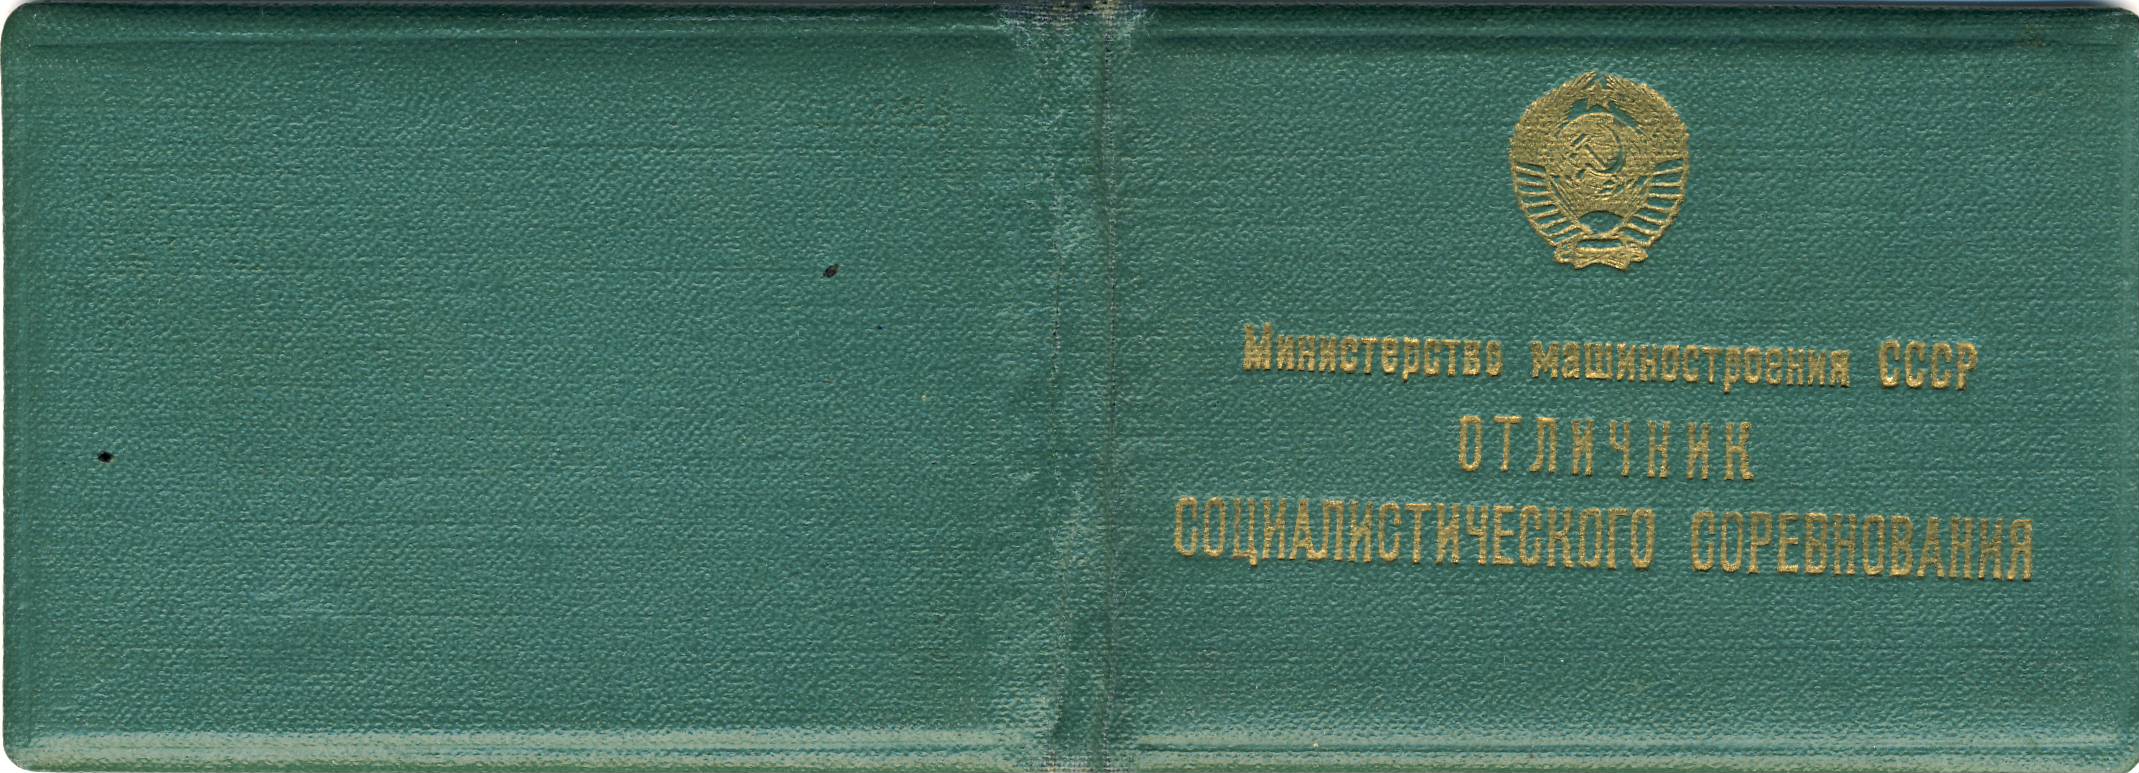 Министерство машиностроения СССР
ОТЛИЧНИК
СОЦИАЛИСТИЧЕСКОГО СОРЕВНОВАНИЯ